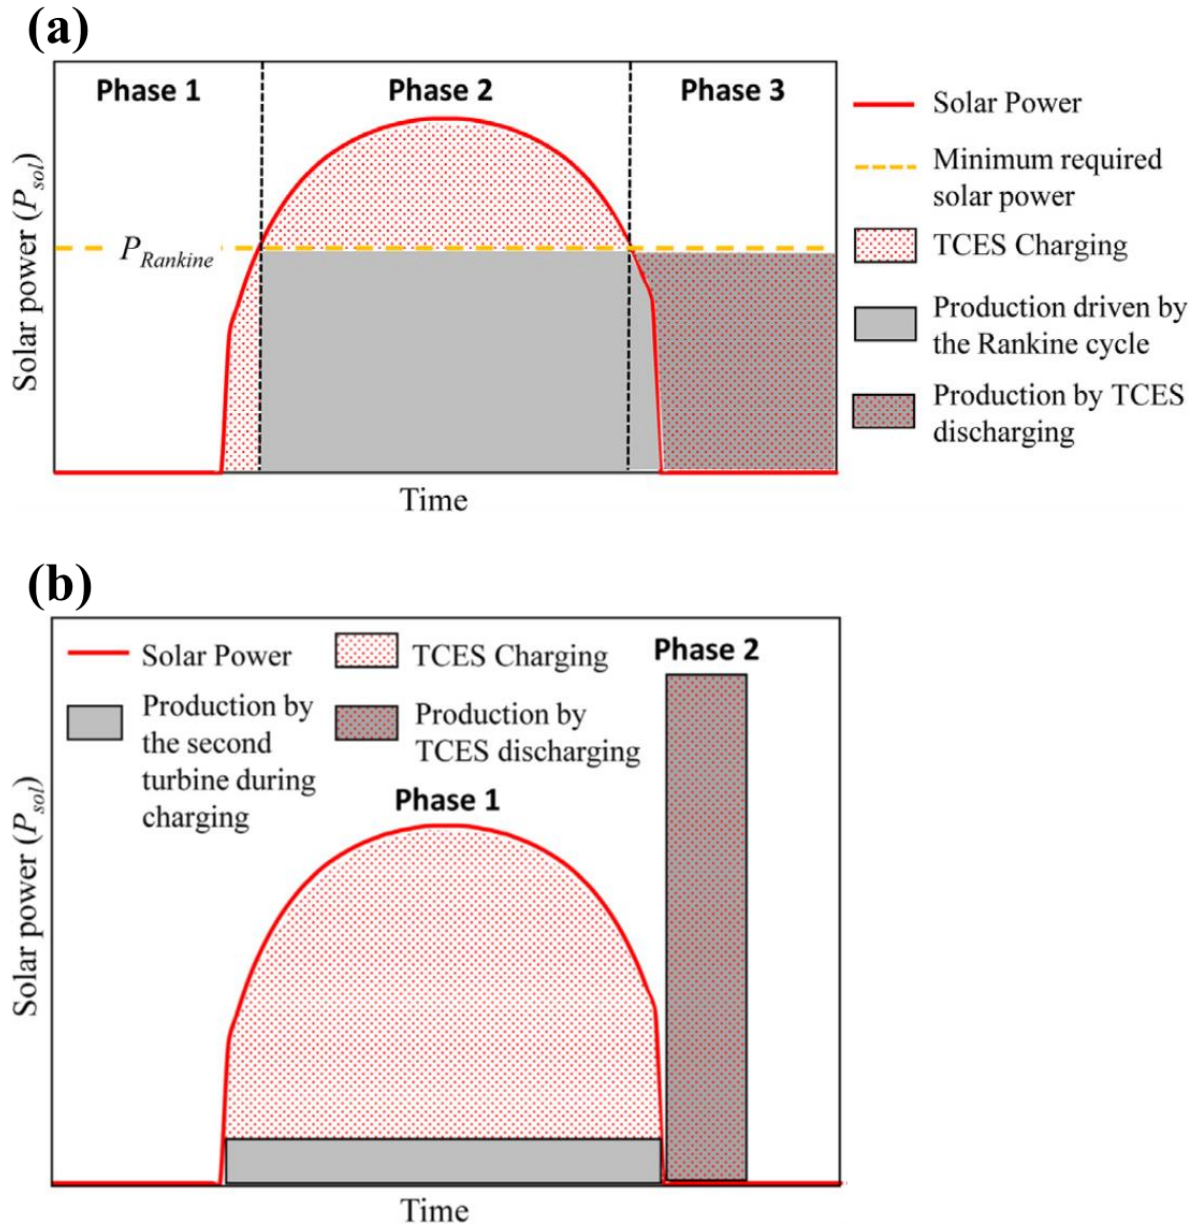 (a)
Phase 1
Phase 2
Phase 3
Solar power (Psol)
PRankine
Time
Solar Power
Minimum required
solar power
TCES Charging
Production driven by
the Rankine cycle
Production by TCES
discharging
(b)
Solar Power
TCES Charging
Production by
the second
turbine during
charging
Production by
TCES discharging
Phase 2
Phase 1
Solar power (Psol)
Time